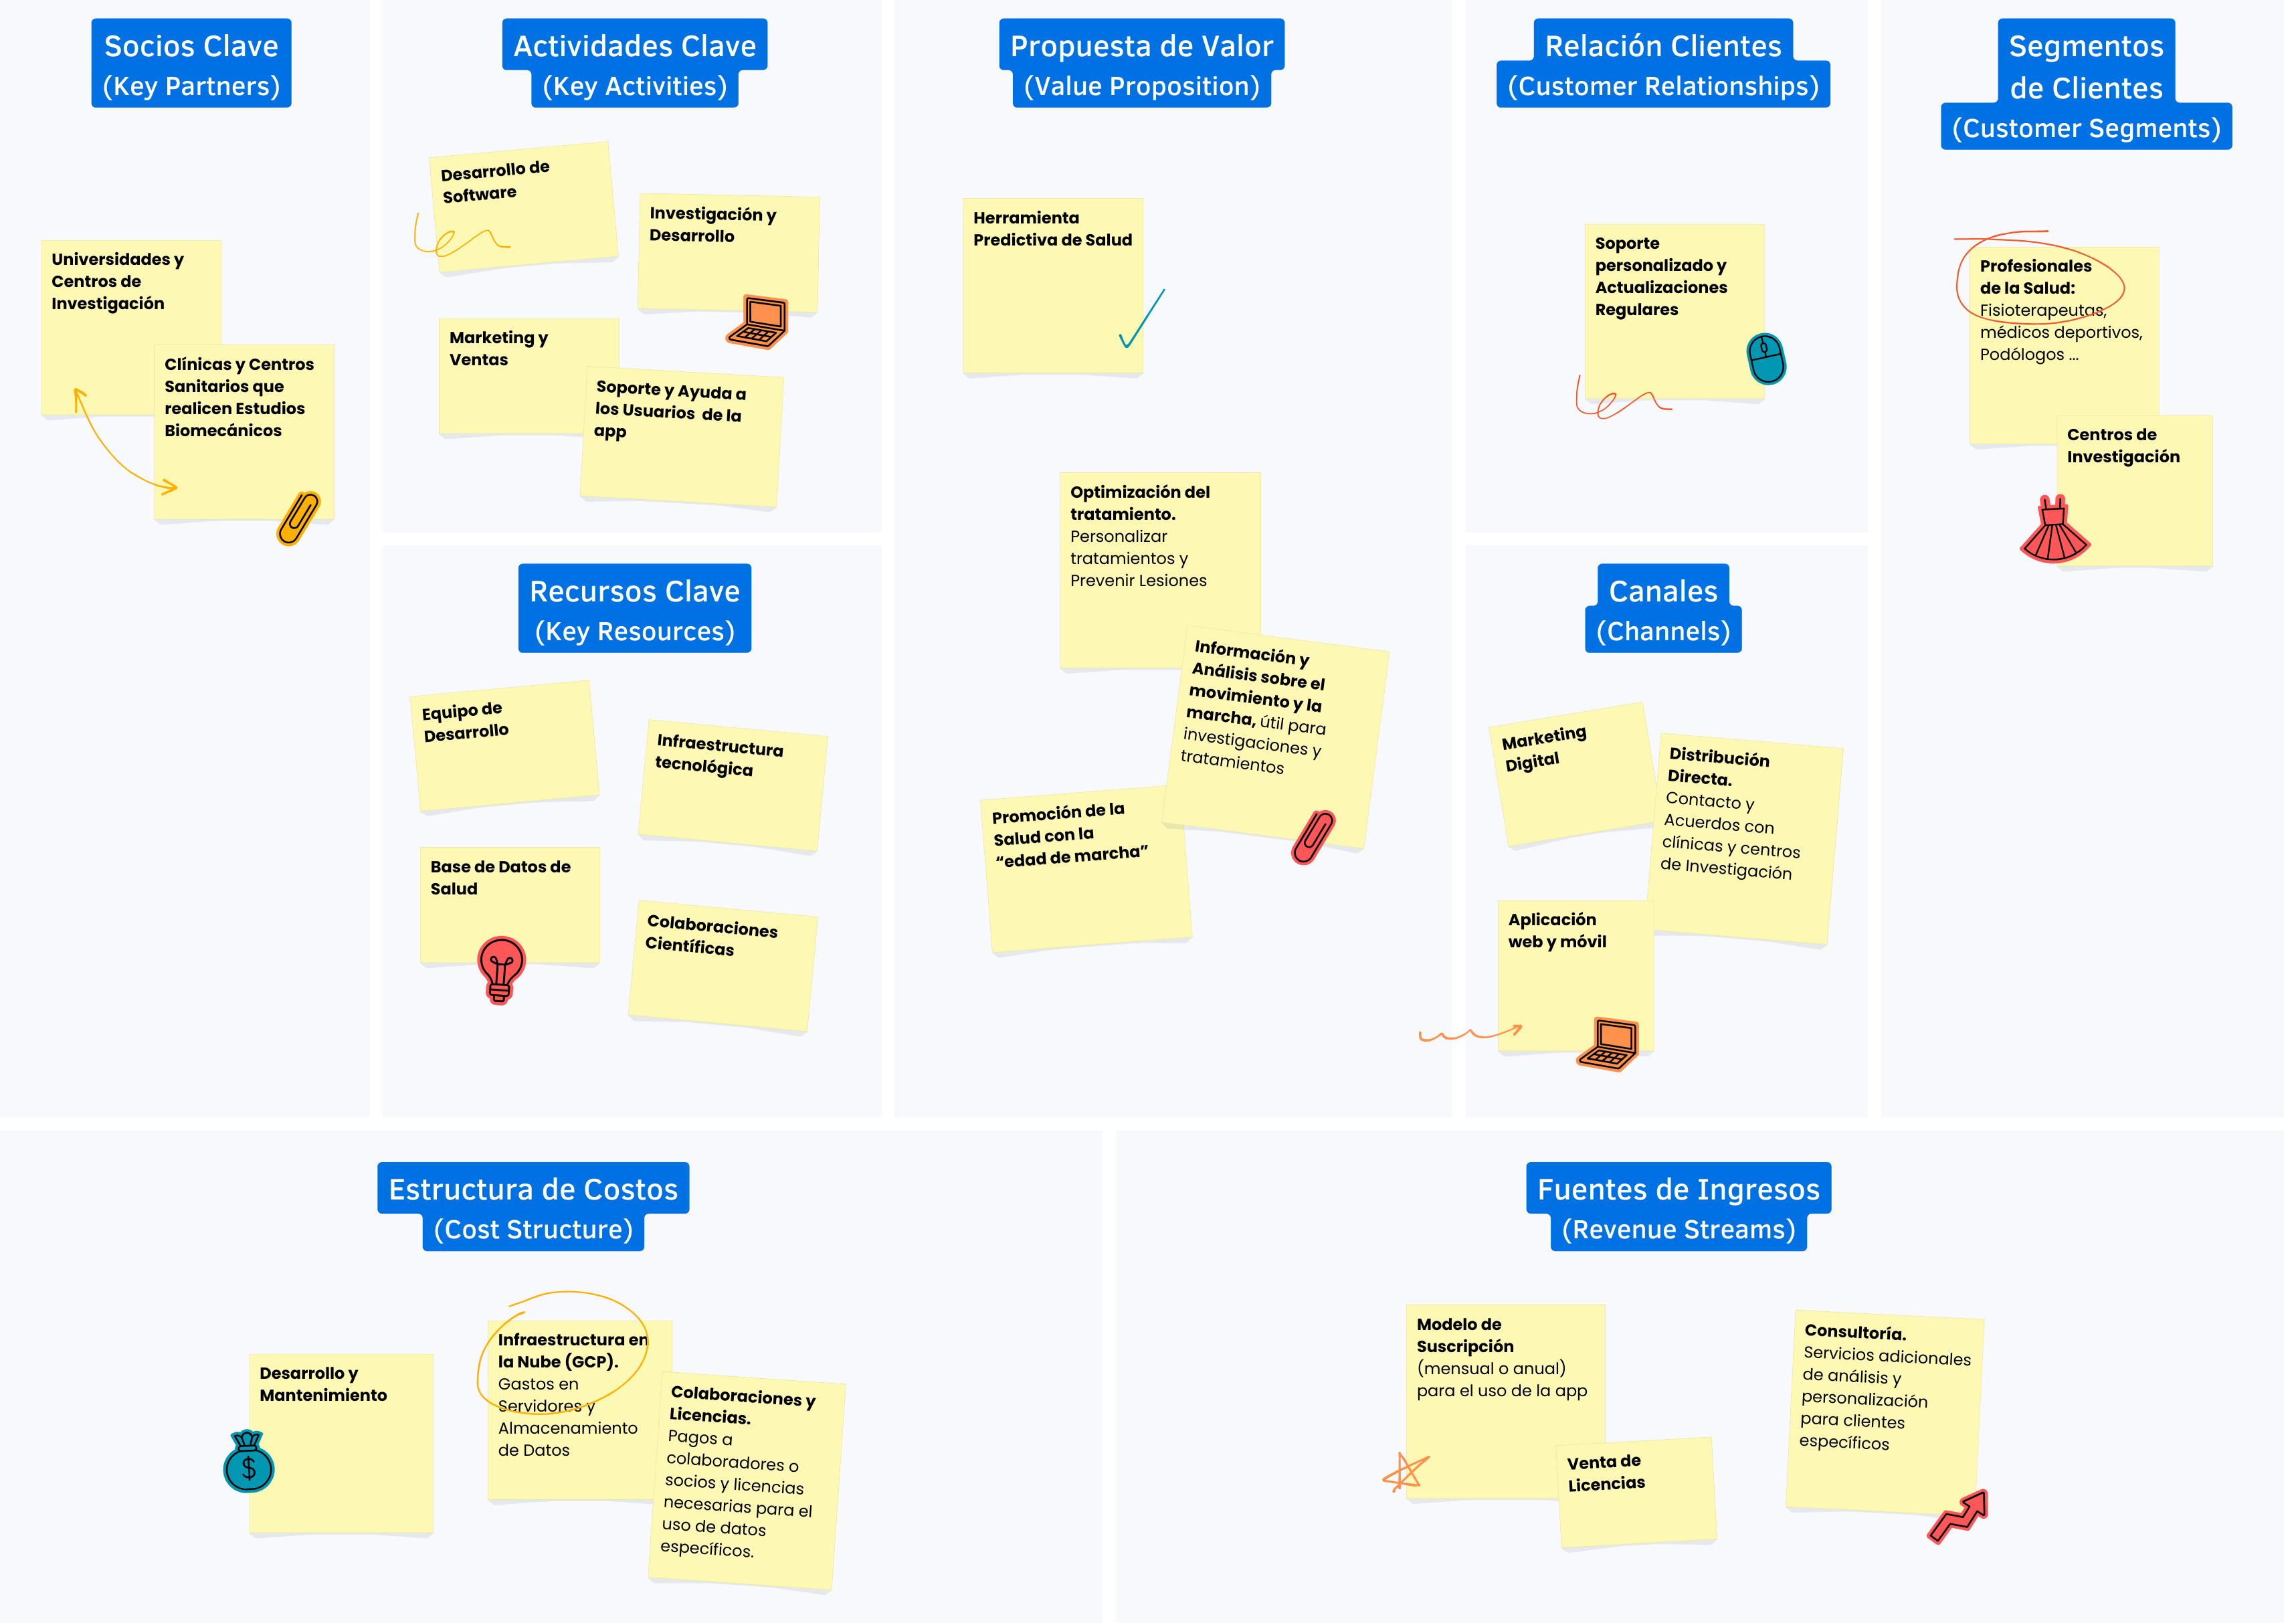 Socios Clave
(Key Partners)
Universidades y
Centros de
Investigación
Clínicas y Centros
Sanitarios que
realicen Estudios
Biomecánicos
Actividades Clave
(Key Activities)
Desarrollo de
Software
Investigación y
Desarrollo
Marketing y
Ventas
Soporte y Ayuda a
los Usuarios de la
app
Recursos Clave
(Key Resources)
Equipo de
Desarrollo
Infraestructura
tecnológica
Base de Datos de
Salud
Colaboraciones
Científicas
Propuesta de Valor
(Value Proposition)
Herramienta
Predictiva de Salud
Optimización del
tratamiento.
Personalizar
tratamientos y
Prevenir Lesiones
Información y
Análisis sobre el
movimiento y la
marcha, útil para
investigaciones y
tratamientos
Promoción de la
Salud con la
“edad de marcha”
Relación Clientes
(Customer Relationships)
Soporte
personalizado y
Actualizaciones
Regulares
Canales
(Channels)
Marketing
Digital
Distribución
Directa.
Contacto y
Acuerdos con
clínicas y centros
de Investigación
Aplicación
web y móvil
Segmentos
de Clientes
(Customer Segments)
Profesionales
de la Salud:
Fisioterapeutas,
médicos deportivos,
Podólogos ...
Centros de
Investigación
Estructura de Costos
(Cost Structure)
Desarrollo y
Mantenimiento
$
Infraestructura en
la Nube (GCP).
Gastos en
Servidores y
Almacenamiento
de Datos
Colaboraciones y
Licencias.
Pagos a
colaboradores o
socios y licencias
necesarias para el
uso de datos
específicos.
Fuentes de Ingresos
(Revenue Streams)
Modelo de
Suscripción
(mensual o anual)
para el uso de la app
Venta de
Licencias
Consultoría.
Servicios adicionales
de análisis y
personalización
para clientes
específicos